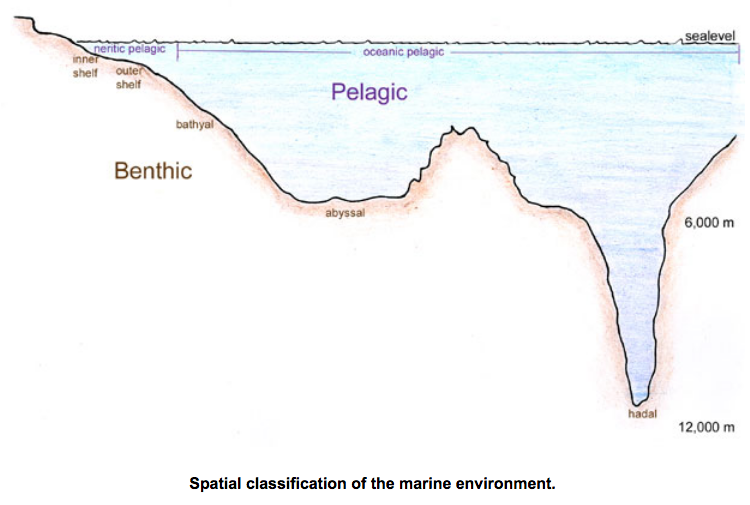 sealevel
neritic pelagic
oceanic pelagic
inner
shelf
outer
shelf
Pelagic
bathyal
Benthic
abyssal
6,000 m
hadal
12,000 m
Spatial classification of the marine environment.